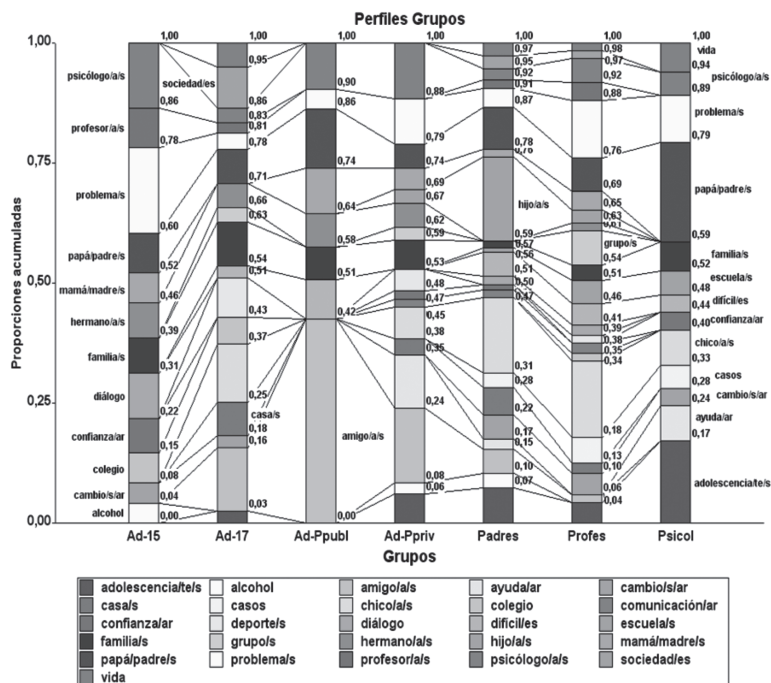 Perfiles Grupos
Proporciones acumuladas
1,00
0,75
0,50
0,25
0,00
psicólogo/a/s
profesor/a/s
problema/s
papá/padre/s
mamá/madre/s
hermano/a/s
familia/s
diálogo
confianza/ar
colegio
cambio/s/ar
alcohol
1,00
0,86
0,78
0,60
0,52
0,46
0,39
0,31
0,22
0,15
0,08
0,04
0,00
sociedad/es
casa/s
1,00
0,95
0,86
0,83
0,81
0,78
0,71
0,66
0,63
0,54
0,51
0,43
0,37
0,25
0,18
0,16
0,03
1,00
0,90
0,86
0,74
0,64
0,58
0,51
0,42
0,00
amigo/a/s
1,00
0,88
0,79
0,74
0,69
0,67
0,62
0,59
0,53
0,48
0,47
0,45
0,38
0,35
0,24
0,08
0,06
1,00
0,97
0,95
0,92
0,91
0,87
0,78
0,76
0,59
0,57
0,56
0,51
0,50
0,47
0,31
0,28
0,22
0,17
0,15
0,10
0,07
hijo/a/s
1,00
0,98
0,97
0,92
0,88
0,76
0,69
0,65
0,63
0,61
0,54
0,51
0,46
0,41
0,39
0,38
0,35
0,34
0,18
0,13
0,10
0,06
0,04
grupo/s
1,00
0,94
0,89
0,79
0,59
0,52
0,48
0,44
0,40
0,33
0,28
0,24
0,17
vida
psicólogo/a/s
problema/s
papá/padre/s
familia/s
escuela/s
difícil/es
confianza/ar
chico/a/s
casos
cambio/s/ar
ayuda/ar
adolescencia/te/s
Ad-15 Ad-17 Ad-Ppubl Ad-Ppriv Padres Profes Psicol
Grupos
adolescencia/te/s alcohol amigo/a/s ayuda/ar cambio/s/ar
casa/s casos chico/a/s colegio comunicación/ar
confianza/ar deporte/s diálogo difícil/es escuela/s
familia/s grupo/s hermano/a/s hijo/a/s mamá/madre/s
papá/padre/s problema/s profesor/a/s psicólogo/a/s sociedad/es
vida